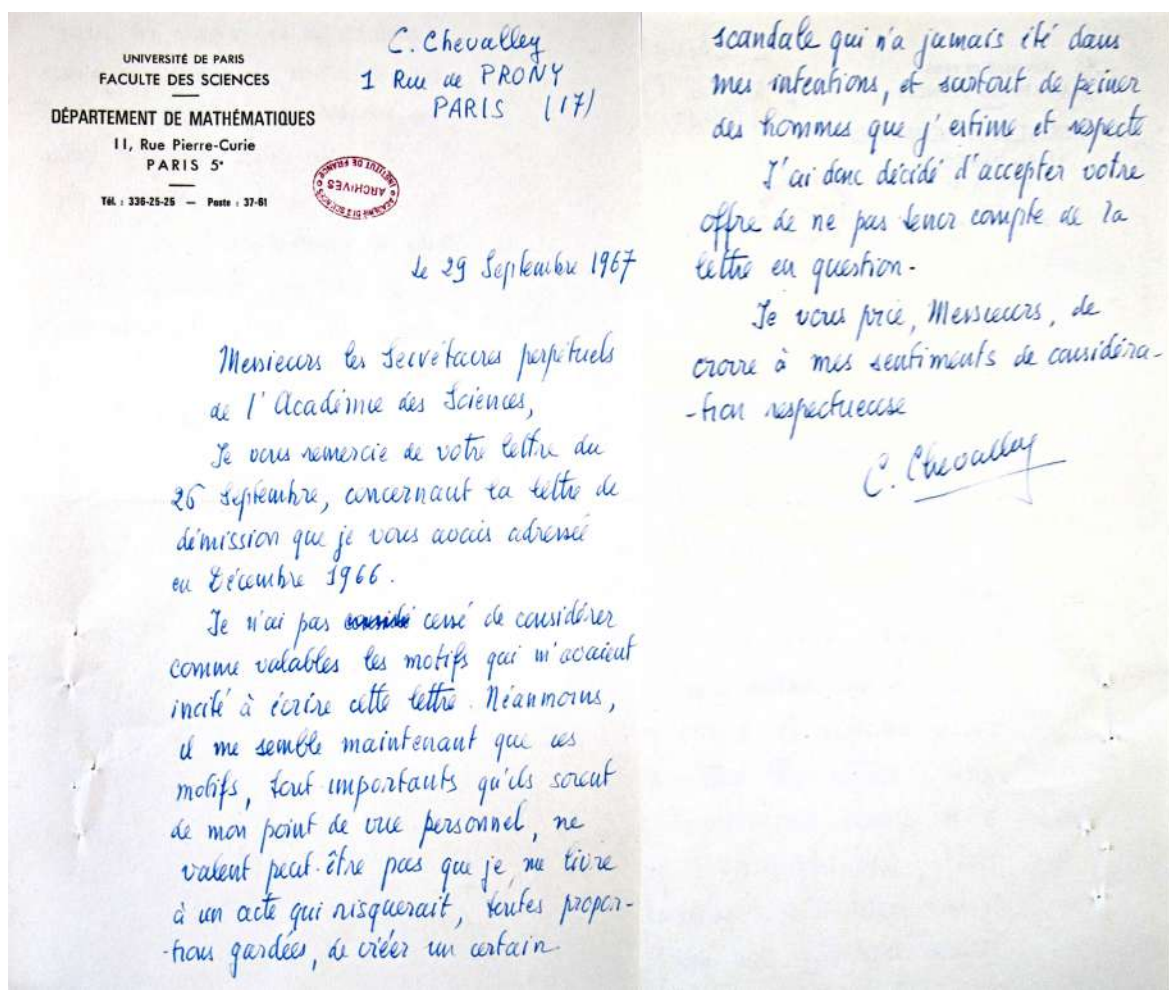 UNIVERSITÉ DE PARIS
FACULTE DES SCIENCES
DÉPARTEMENT DE MATHÉMATIQUES
11, Rue Pierre-Curie
PARIS 5e
Tél. : 336-25-25 — Poste : 37-61
C. Chevalley
1 Rue de PRONY
PARIS (17)
ACADÉMIE DES SCIENCES
ARCHIVES
INSTITUT DE FRANCE
le 29 Septembre 1967
Messieurs les Secrétaires perpétuels
de l'Académie des Sciences,
Je vous remercie de votre lettre du
26 Septembre, concernant la lettre de
démission que je vous avais adressée
en Décembre 1966.
Je n'ai pas cessé de considérer
comme valables les motifs qui m'avaient
incité à écrire cette lettre. Néanmoins,
il me semble maintenant que ces
motifs, tout importants qu'ils soient
de mon point de vue personnel, ne
valent peut-être pas que je me livre
à un acte qui risquerait, toutes propor-
-tions gardées, de créer un certain
scandale qui n'a jamais été dans
mes intentions, et surtout de peiner
des hommes que j'estime et respecte
J'ai donc décidé d'accepter votre
offre de ne pas tenir compte de la
lettre en question.
Je vous prie, Messieurs, de
croire à mes sentiments de considéra-
-tion respectueuse
C. Chevalley